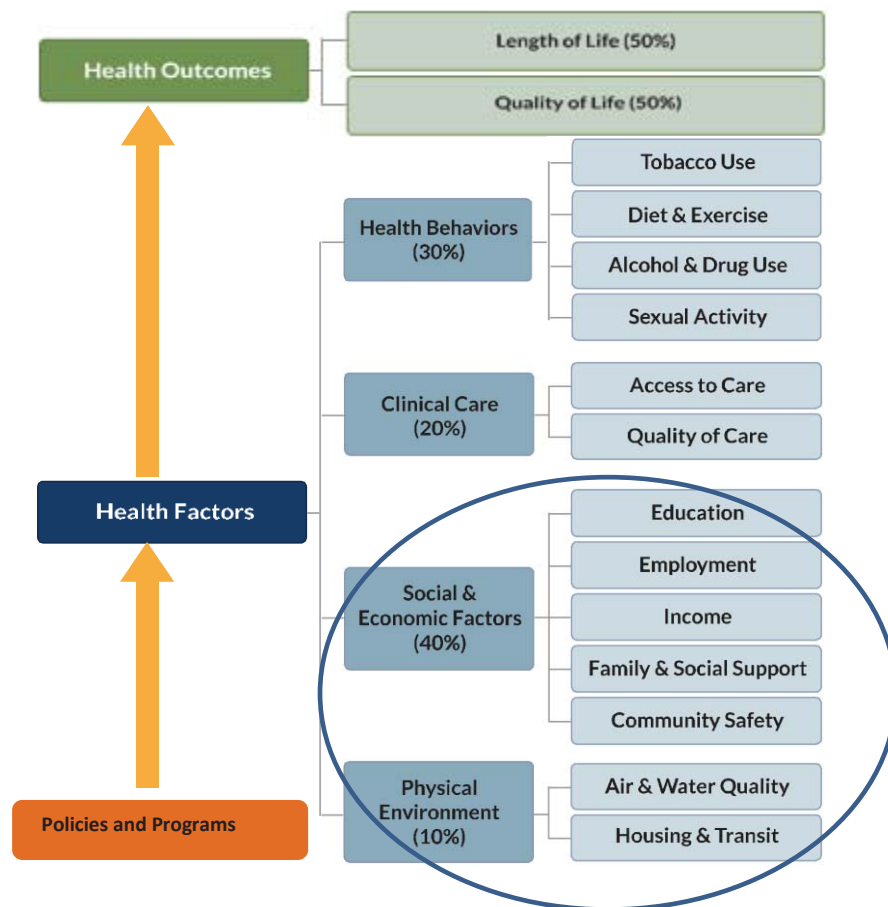 Length of Life (50%)
Health Outcomes
Quality of Life (50%)
Tobacco Use
Health Behaviors
(30%)
Diet & Exercise
Alcohol & Drug Use
Sexual Activity
Clinical Care
(20%)
Access to Care
Quality of Care
Health Factors
Social &
Economic Factors
(40%)
Education
Employment
Income
Family & Social Support
Community Safety
Policies and Programs
Physical
Environment
(10%)
Air & Water Quality
Housing & Transit